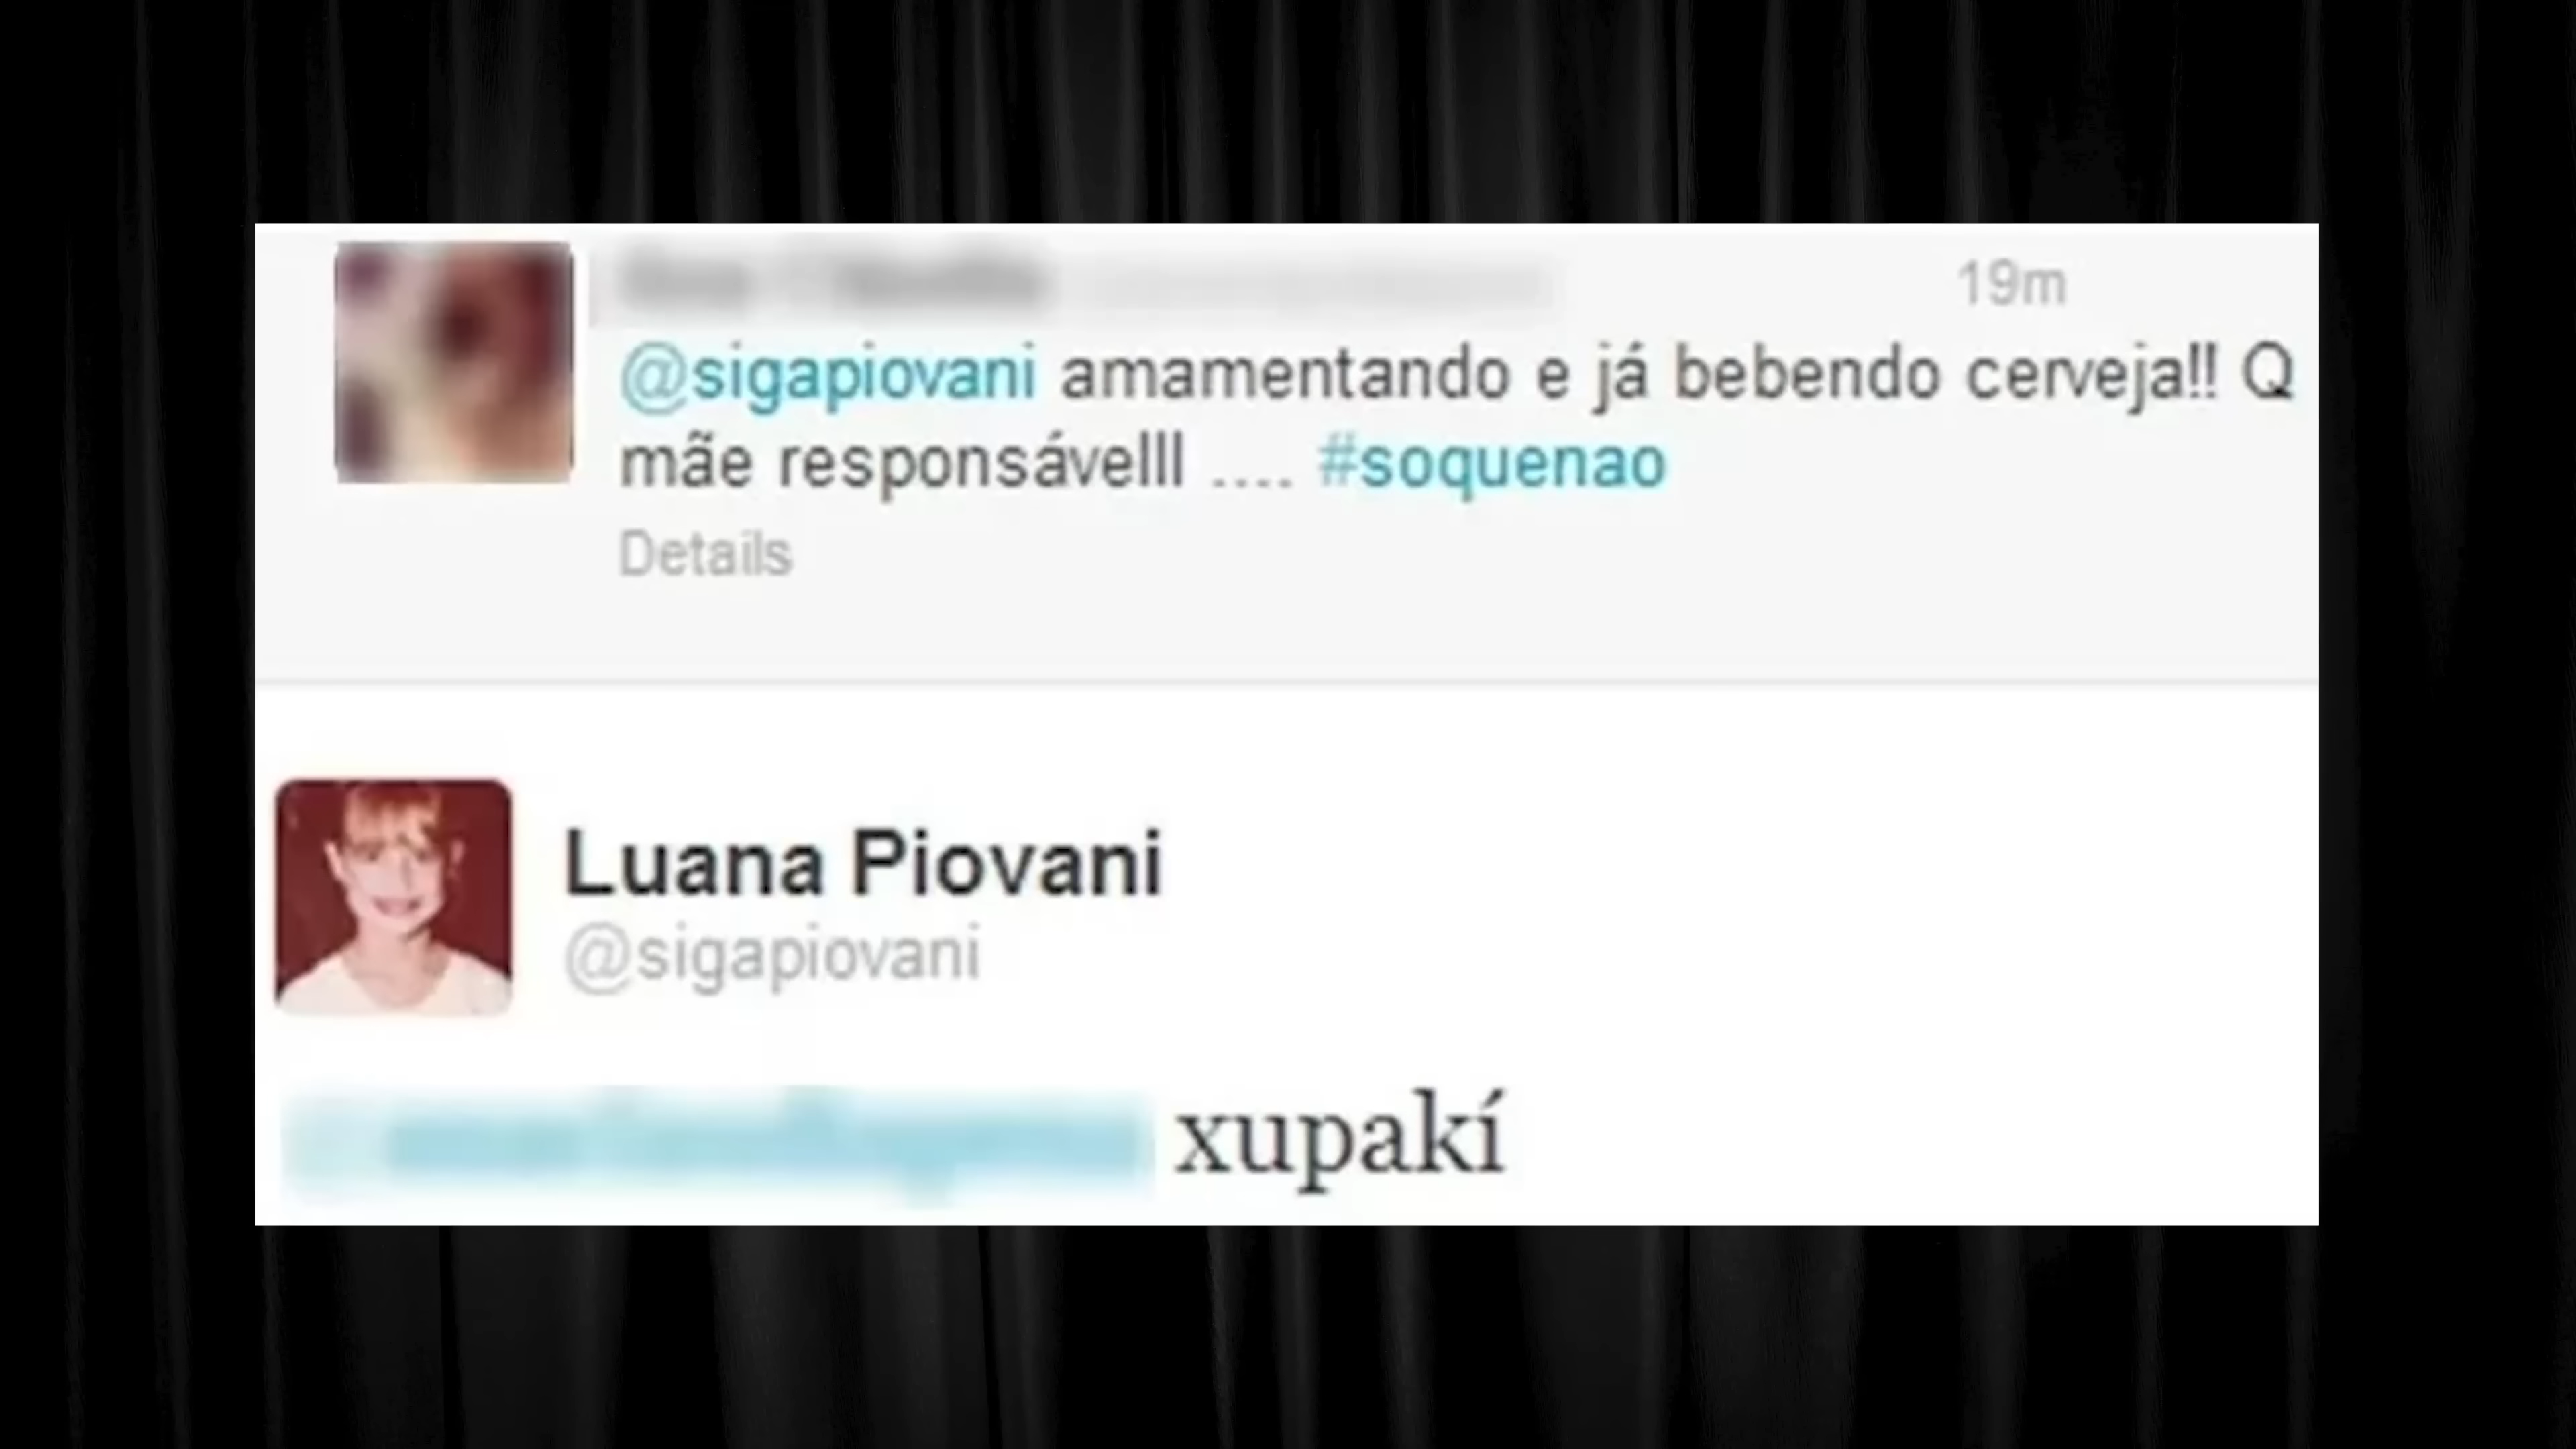 19m
@sigapiovani amamentando e já bebendo cerveja!! Q
mãe responsávelll .... #soquenao
Details
Luana Piovani
@sigapiovani
xupakí